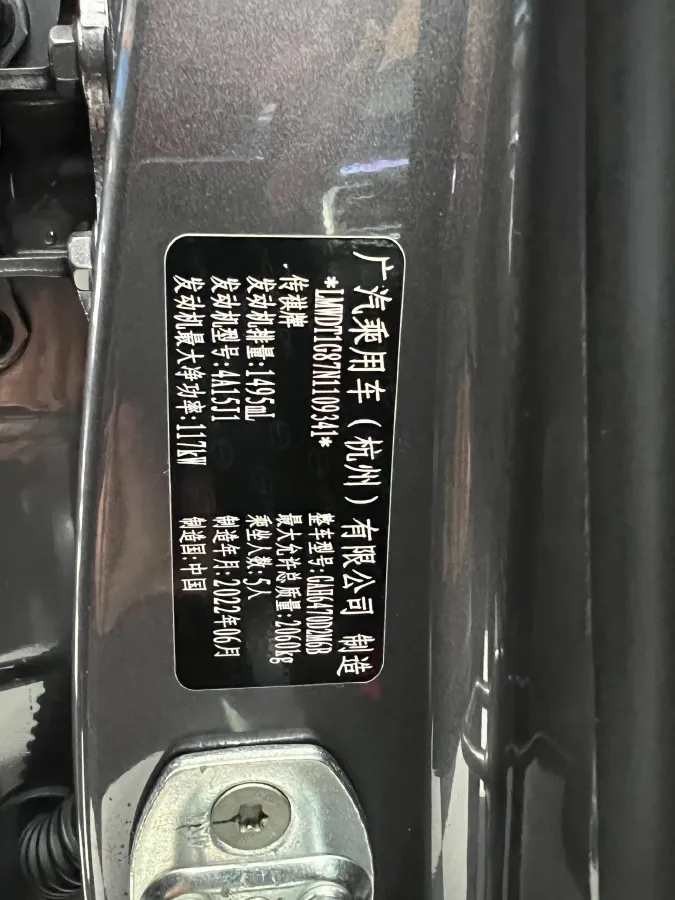 广汽乘用车（杭州）有限公司 制造
*LMWDT1G87N1109341* 整车型号:GAH6470D2M6B
传祺牌 最大允许总质量:2060kg
发动机排量:1495mL 乘坐人数:5人
发动机型号:4A15J1 制造年月:2022年06月
发动机最大净功率:117kW 制造国:中国